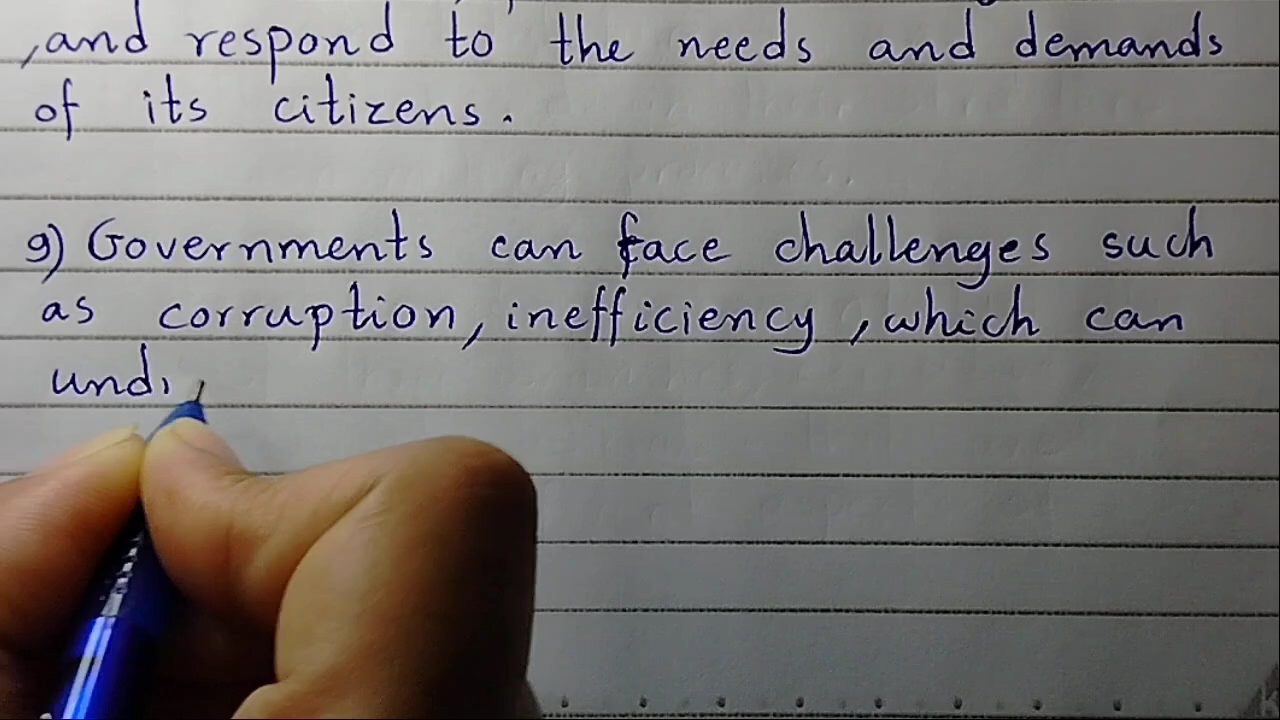 ,and respond to the needs and demands
of its citizens.
9) Governments can face challenges such
as corruption, inefficiency ,which can
und